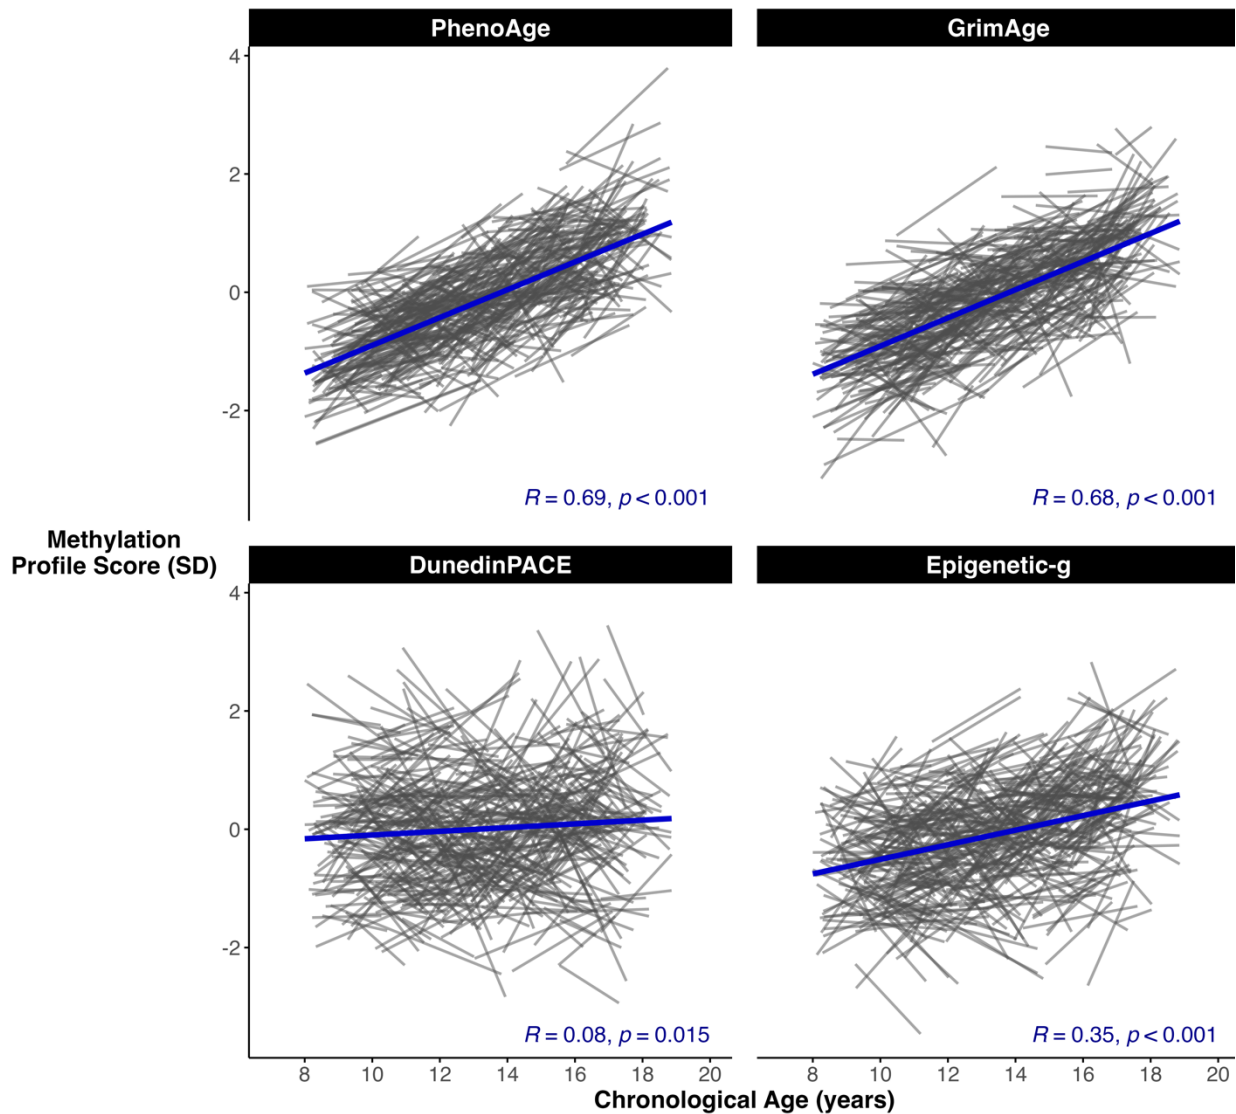 PhenoAge
GrimAge
4
2
0
-2
R = 0.69, p < 0.001
R = 0.68, p < 0.001
Methylation
Profile Score (SD)
DunedinPACE
Epigenetic-g
4
2
0
-2
R = 0.08, p = 0.015
R = 0.35, p < 0.001
8 10 12 14 16 18 20
8 10 12 14 16 18 20
Chronological Age (years)